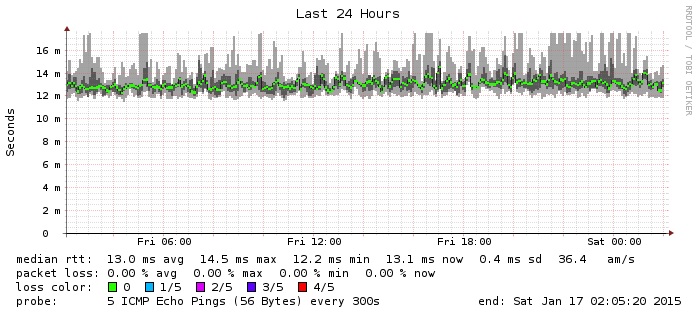 Last 24 Hours
RRDTOOL / TOBI OETIKER
Seconds
16 m
14 m
12 m
10 m
8 m
6 m
4 m
2 m
0
Fri 06:00 Fri 12:00 Fri 18:00 Sat 00:00
median rtt: 13.0 ms avg 14.5 ms max 12.2 ms min 13.1 ms now 0.4 ms sd 36.4 am/s
packet loss: 0.00 % avg 0.00 % max 0.00 % min 0.00 % now
loss color: 0 1/5 2/5 3/5 4/5
probe: 5 ICMP Echo Pings (56 Bytes) every 300s end: Sat Jan 17 02:05:20 2015